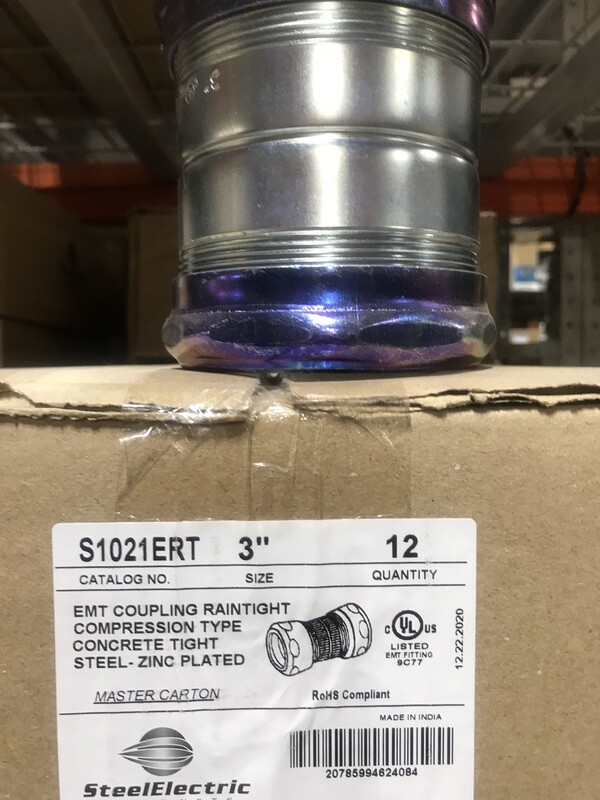 S1021ERT 3" 12
CATALOG NO. SIZE QUANTITY
EMT COUPLING RAINTIGHT
COMPRESSION TYPE
CONCRETE TIGHT
STEEL- ZINC PLATED
C UL US
LISTED
EMT FITTING
9C77
12.22.2020
MASTER CARTON
RoHS Compliant
MADE IN INDIA
20785994624084
SteelElectric